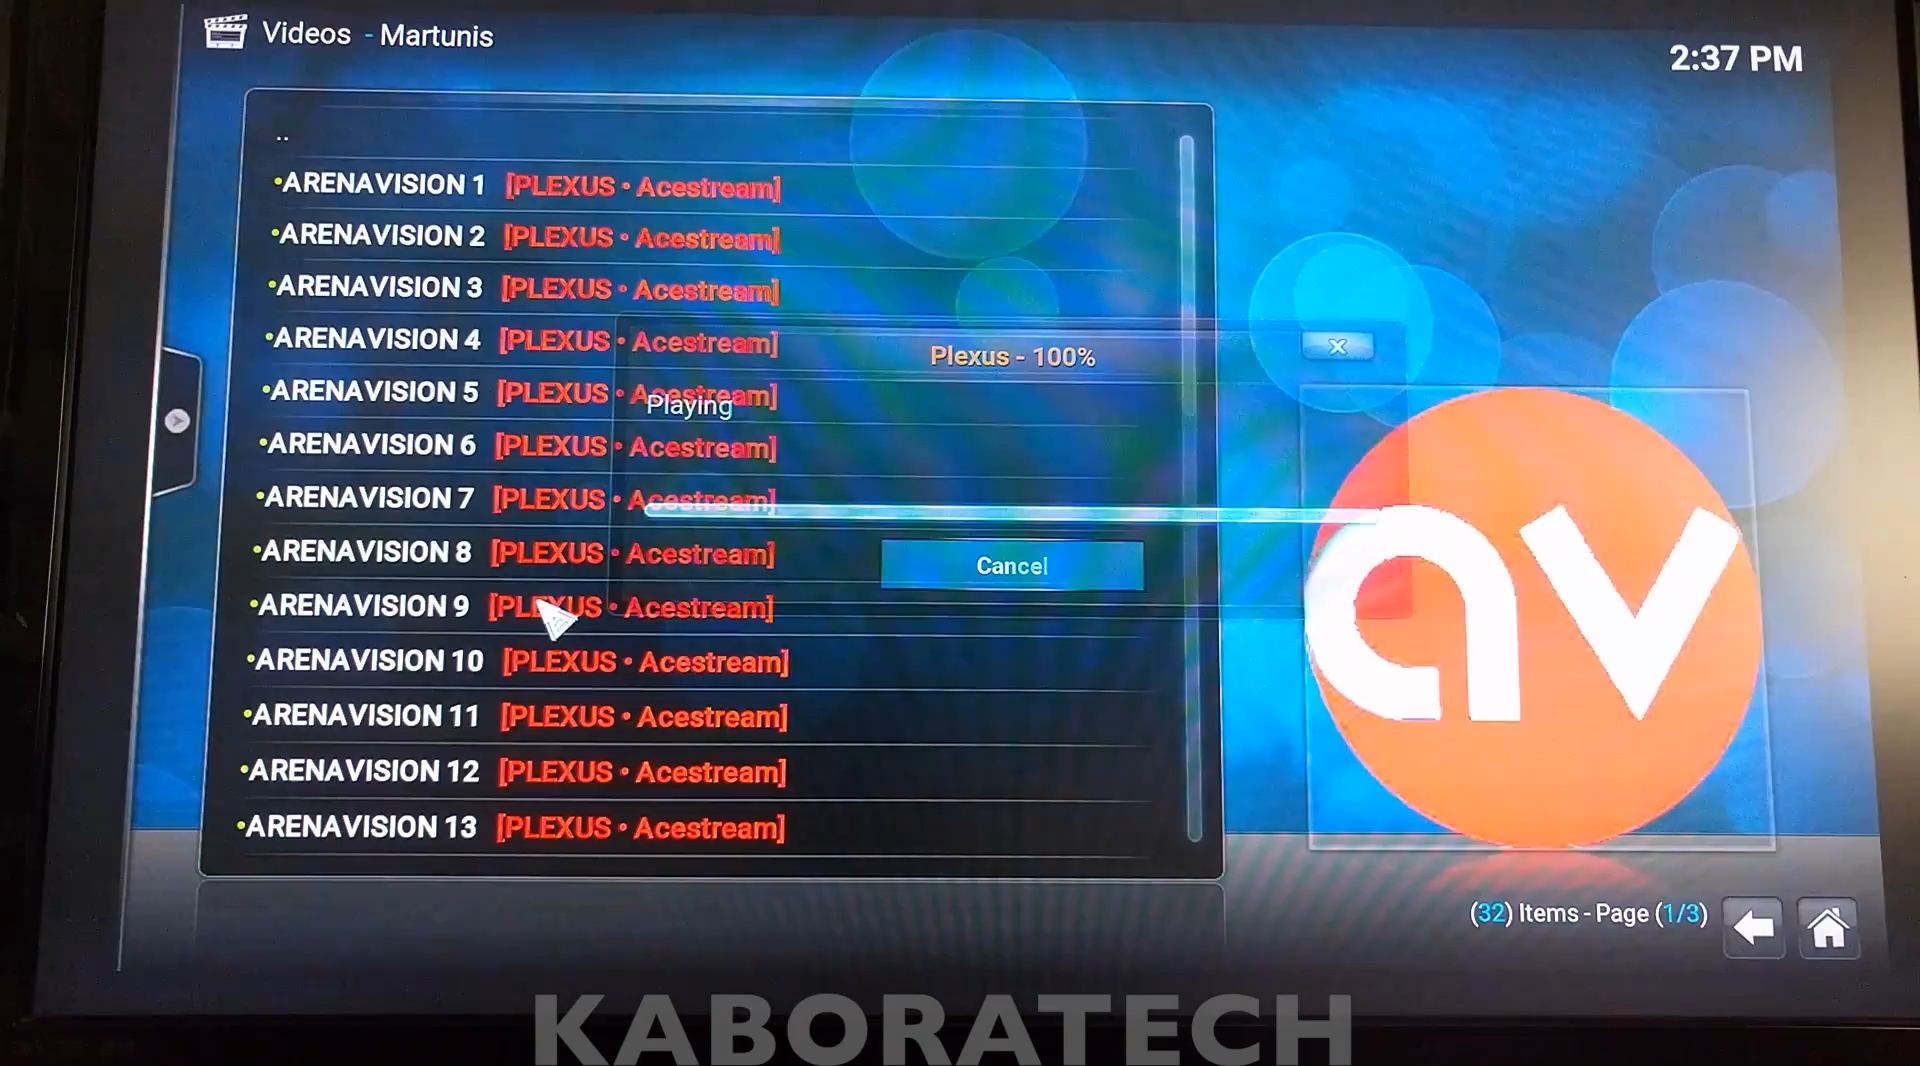 Videos - Martunis
2:37 PM
..
•ARENAVISION 1 [PLEXUS • Acestream]
•ARENAVISION 2 [PLEXUS • Acestream]
•ARENAVISION 3 [PLEXUS • Acestream]
•ARENAVISION 4 [PLEXUS • Acestream]
Plexus - 100%
x
•ARENAVISION 5 [PLEXUS • Acestream]
Playing
•ARENAVISION 6 [PLEXUS • Acestream]
•ARENAVISION 7 [PLEXUS • Acestream]
•ARENAVISION 8 [PLEXUS • Acestream]
Cancel
•ARENAVISION 9 [PLEXUS • Acestream]
•ARENAVISION 10 [PLEXUS • Acestream]
•ARENAVISION 11 [PLEXUS • Acestream]
•ARENAVISION 12 [PLEXUS • Acestream]
•ARENAVISION 13 [PLEXUS • Acestream]
av
(32) Items - Page (1/3)
KABORATECH